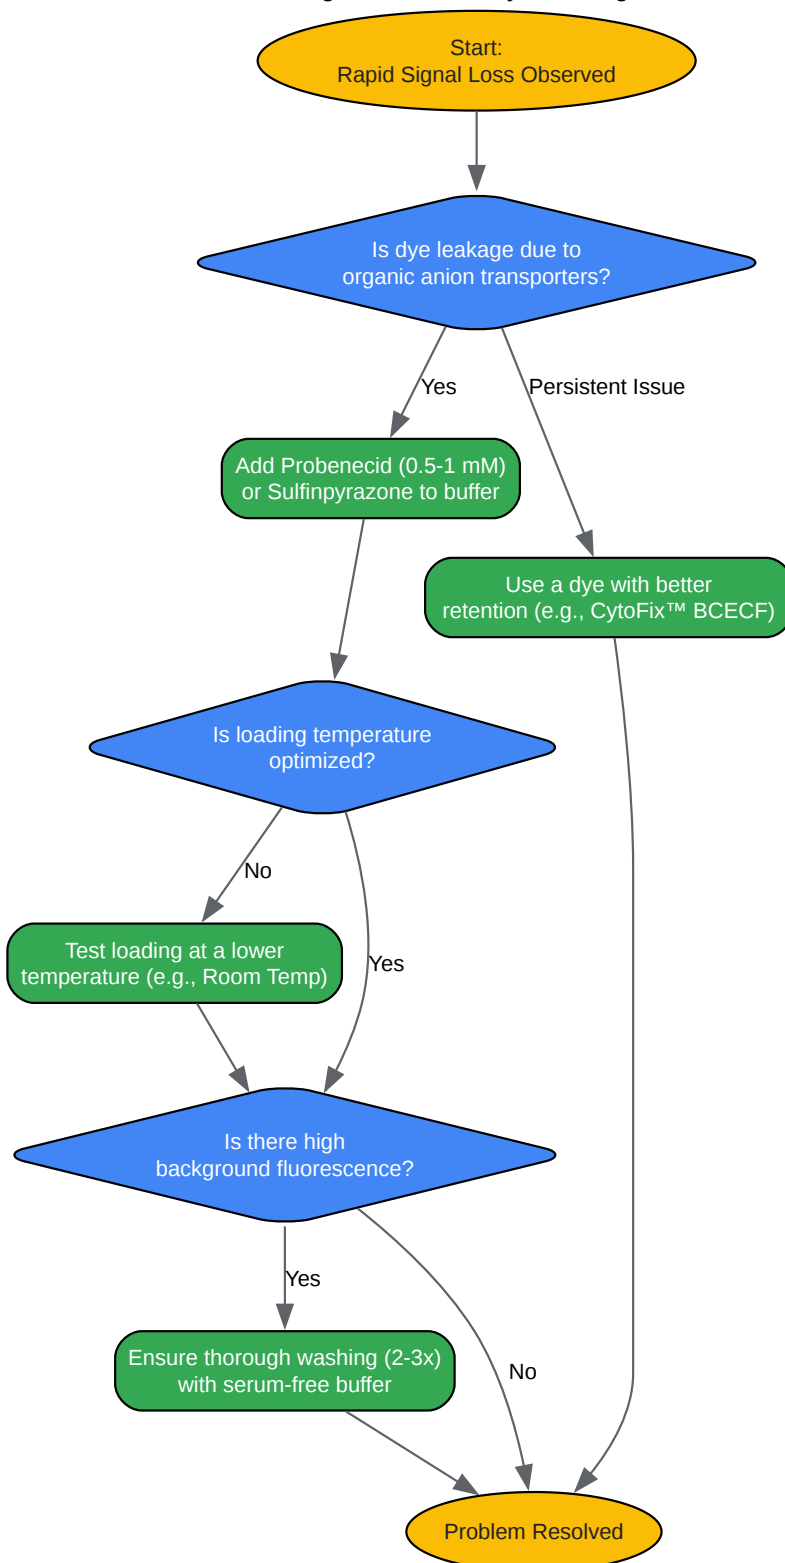 Start:
Rapid Signal Loss Observed
Is dye leakage due to
organic anion transporters?
Yes
Persistent Issue
Add Probenecid (0.5-1 mM)
or Sulfinpyrazone to buffer
Use a dye with better
retention (e.g., CytoFix™ BCECF)
Is loading temperature
optimized?
No
Test loading at a lower
temperature (e.g., Room Temp)
Yes
Is there high
background fluorescence?
Yes
Ensure thorough washing (2-3x)
with serum-free buffer
No
Problem Resolved